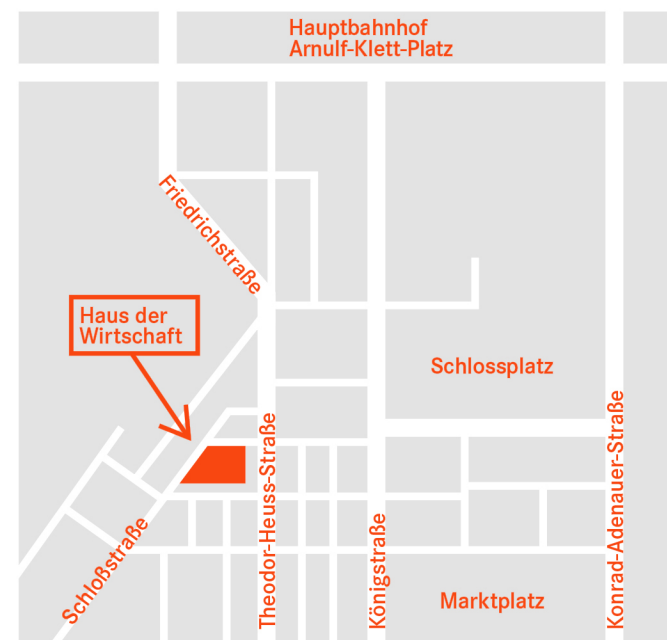 Hauptbahnhof
Arnulf-Klett-Platz
Friedrichstraße
Haus der
Wirtschaft
Schlossplatz
Schloßstraße
Theodor-Heuss-Straße
Königstraße
Konrad-Adenauer-Straße
Marktplatz